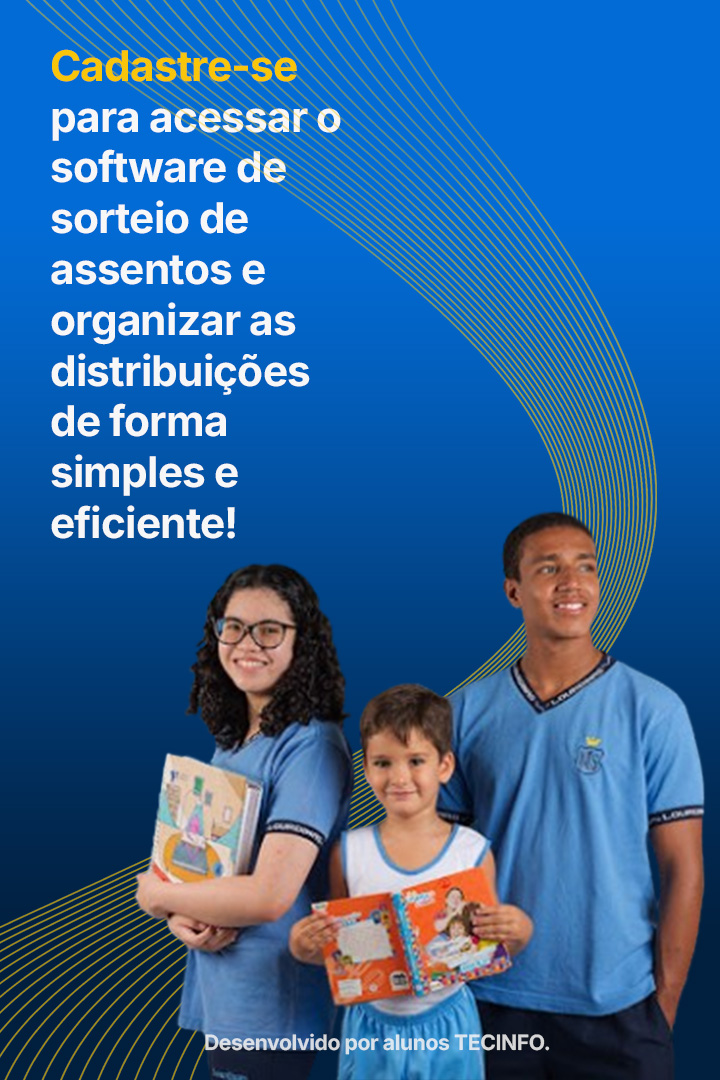 Cadastre-se
para acessar o
software de
sorteio de
assentos e
organizar as
distribuições
de forma
simples e
eficiente!
Desenvolvido por alunos TECINFO.